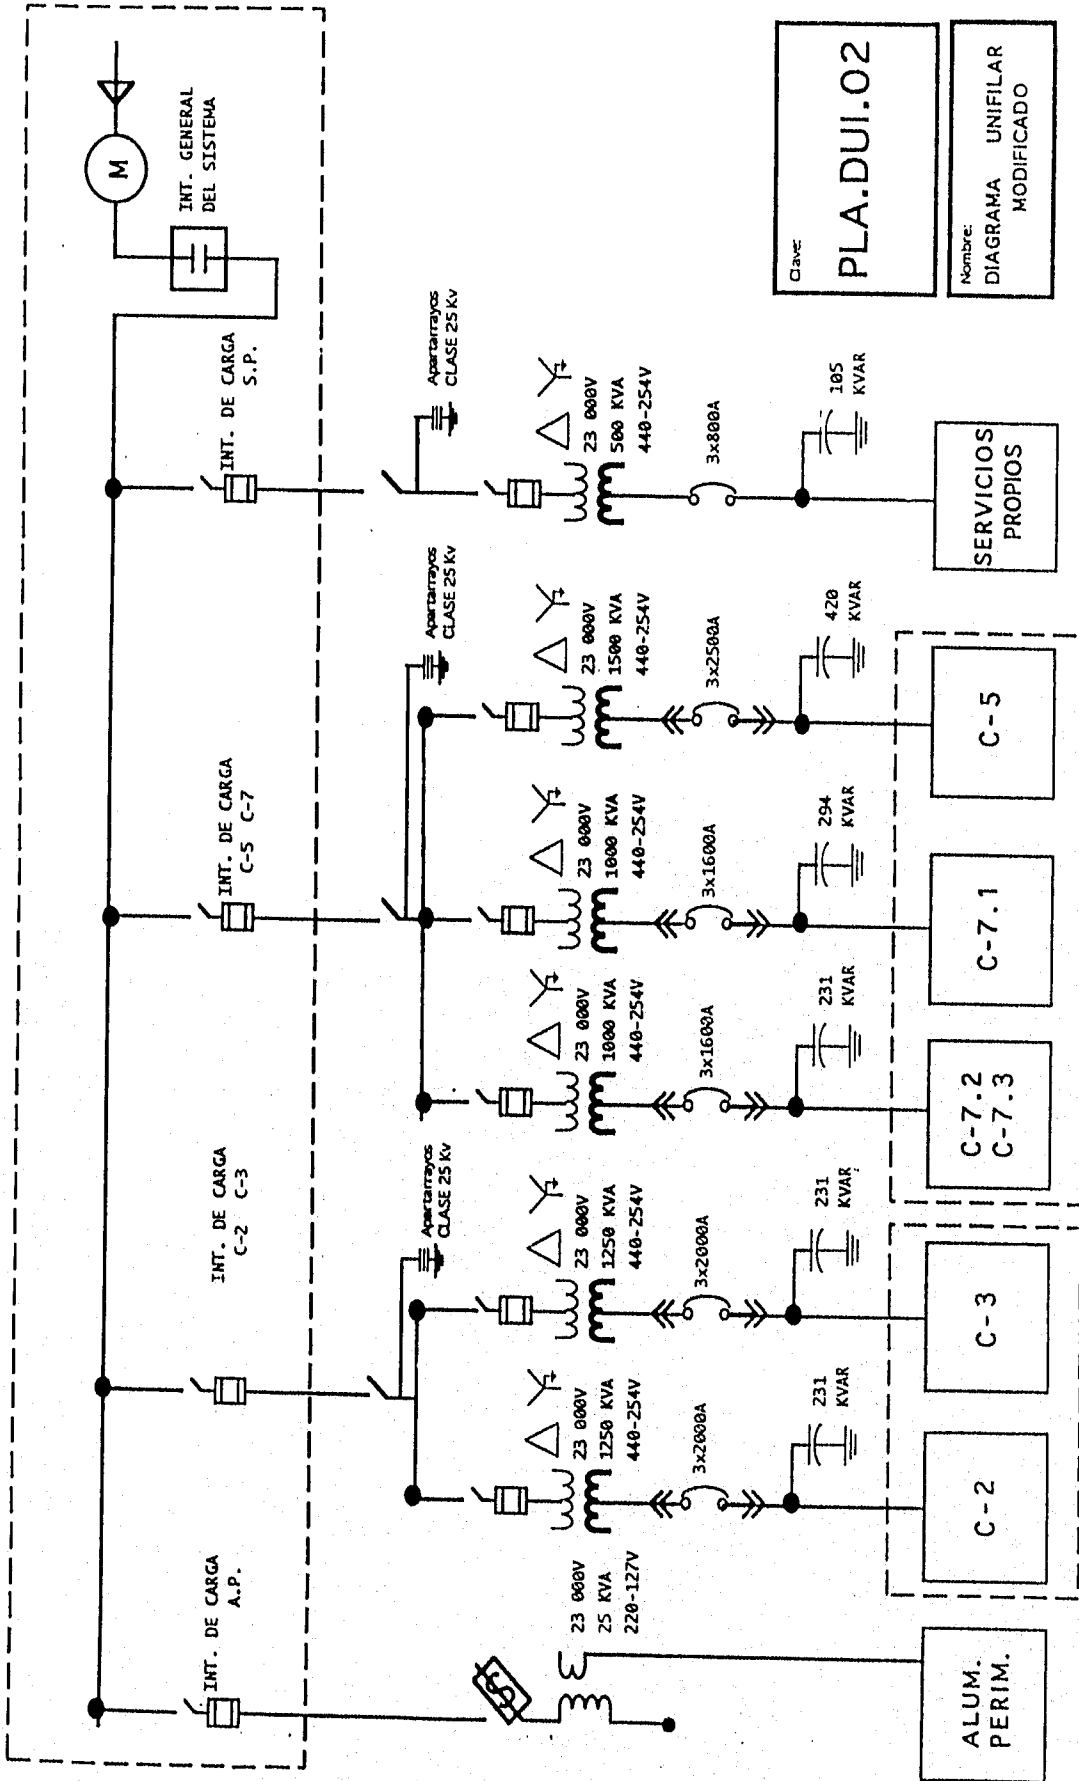 INT. GENERAL
DEL SISTEMA
M
INT. DE CARGA
A.P.
INT. DE CARGA
C-2 C-3
INT. DE CARGA
C-5 C-7
INT. DE CARGA
S.P.
Apartarrayos
CLASE 25 Kv
Apartarrayos
CLASE 25 Kv
Apartarrayos
CLASE 25 Kv
23 000V
25 KVA
220-127V
23 000V
1250 KVA
440-254V
23 000V
1250 KVA
440-254V
23 000V
1000 KVA
440-254V
23 000V
1000 KVA
440-254V
23 000V
1500 KVA
440-254V
23 000V
500 KVA
440-254V
3x2000A
3x2000A
3x1600A
3x1600A
3x2500A
3x800A
231
KVAR
231
KVAR
231
KVAR
294
KVAR
420
KVAR
105
KVAR
ALUM.
PERIM.
C-2
C-3
C-7.2
C-7.3
C-7.1
C-5
SERVICIOS
PROPIOS
Clave:
PLA.DUI.02
Nombre:
DIAGRAMA UNIFILAR
MODIFICADO